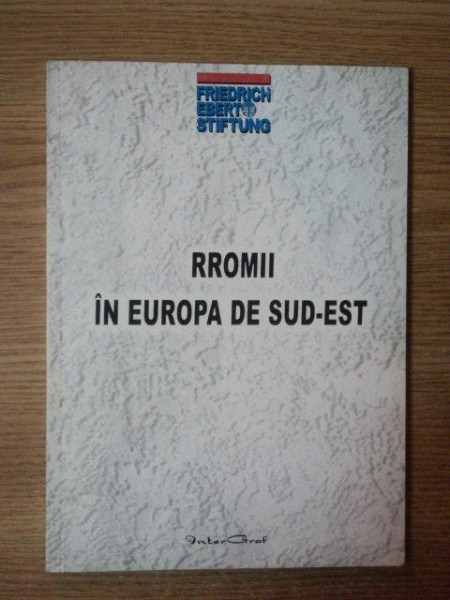 FRIEDRICH
EBERT
STIFTUNG
RROMII
ÎN EUROPA DE SUD-EST
InterGraf